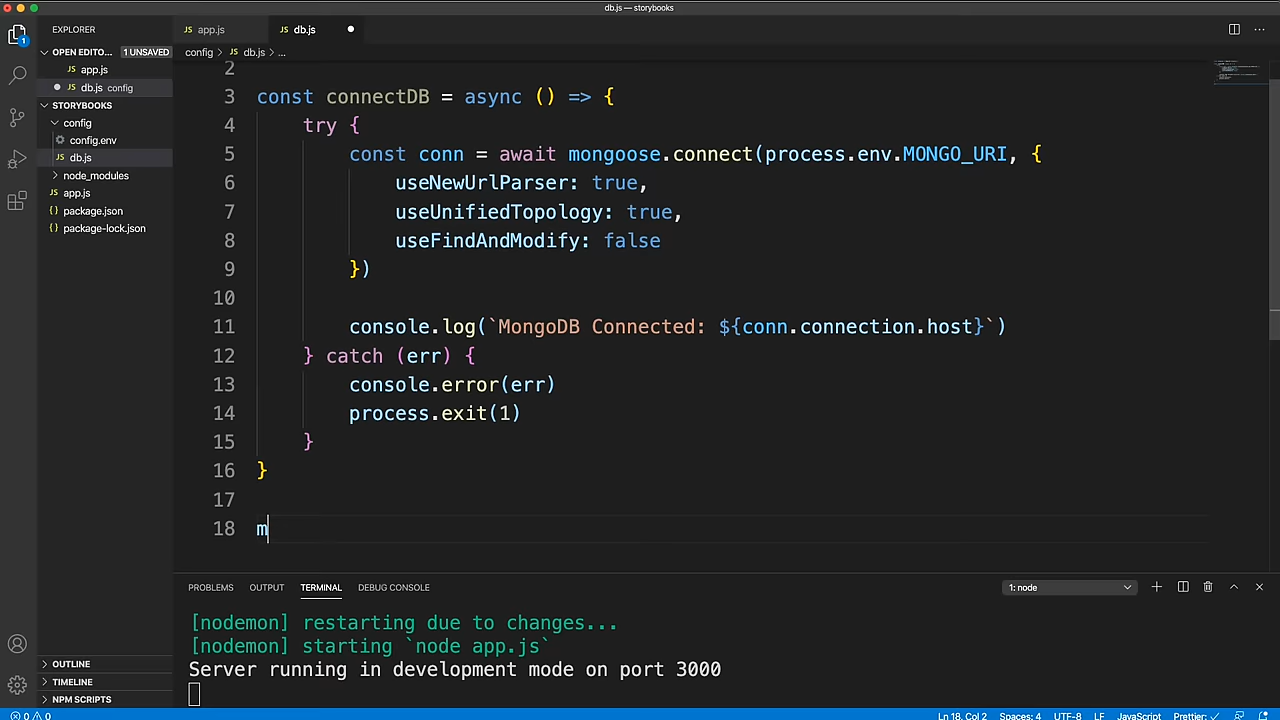 db.js — storybooks
EXPLORER
OPEN EDITO... 1 UNSAVED
app.js
db.js config
STORYBOOKS
config
config.env
db.js
node_modules
app.js
package.json
package-lock.json
OUTLINE
TIMELINE
NPM SCRIPTS
1
app.js
db.js
config > db.js > ...
2
3 const connectDB = async () => {
4 try {
5 const conn = await mongoose.connect(process.env.MONGO_URI, {
6 useNewUrlParser: true,
7 useUnifiedTopology: true,
8 useFindAndModify: false
9 })
10
11 console.log(`MongoDB Connected: ${conn.connection.host}`)
12 } catch (err) {
13 console.error(err)
14 process.exit(1)
15 }
16 }
17
18 m
PROBLEMS OUTPUT TERMINAL DEBUG CONSOLE 1: node
[nodemon] restarting due to changes...
[nodemon] starting `node app.js`
Server running in development mode on port 3000
0 0 Ln 18, Col 2 Spaces: 4 UTF-8 LF JavaScript Prettier: ✓